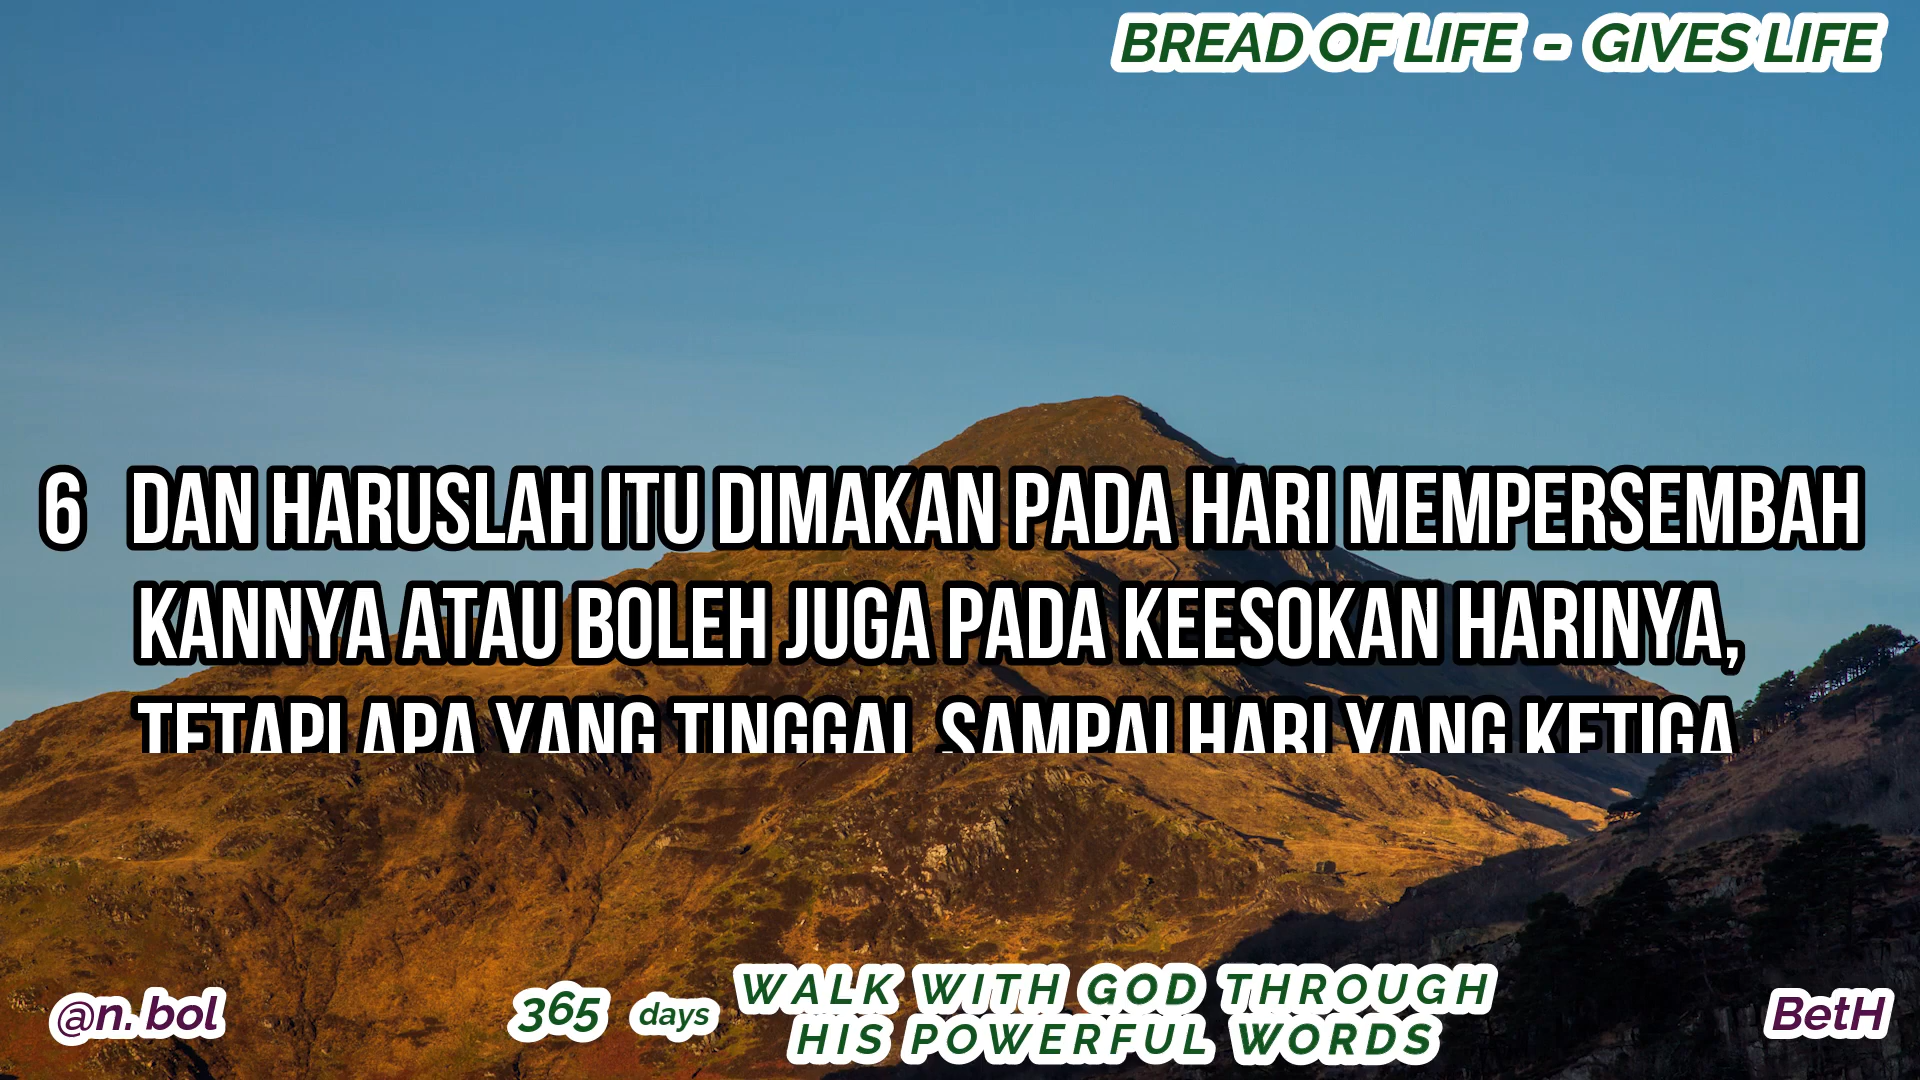 BREAD OF LIFE - GIVES LIFE
6 DAN HARUSLAH ITU DIMAKAN PADA HARI MEMPERSEMBAH
KANNYA ATAU BOLEH JUGA PADA KEESOKAN HARINYA,
TETAPI APA YANG TINGGAL SAMPAI HARI YANG KETIGA
@n.bol
365 days
WALK WITH GOD THROUGH
HIS POWERFUL WORDS
BetH